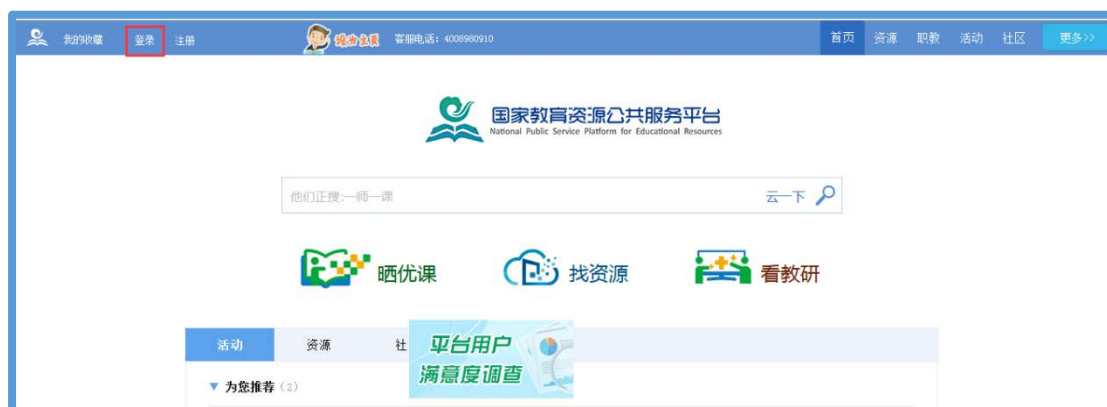 我的收藏 登录 注册 客服电话：4008980910 首页 资源 职教 活动 社区 更多>>
国家教育资源公共服务平台
National Public Service Platform for Educational Resources
他们正搜:一师一课 云一下
晒优课 找资源 看教研
活动 资源 社
平台用户
满意度调查
为您推荐（2）